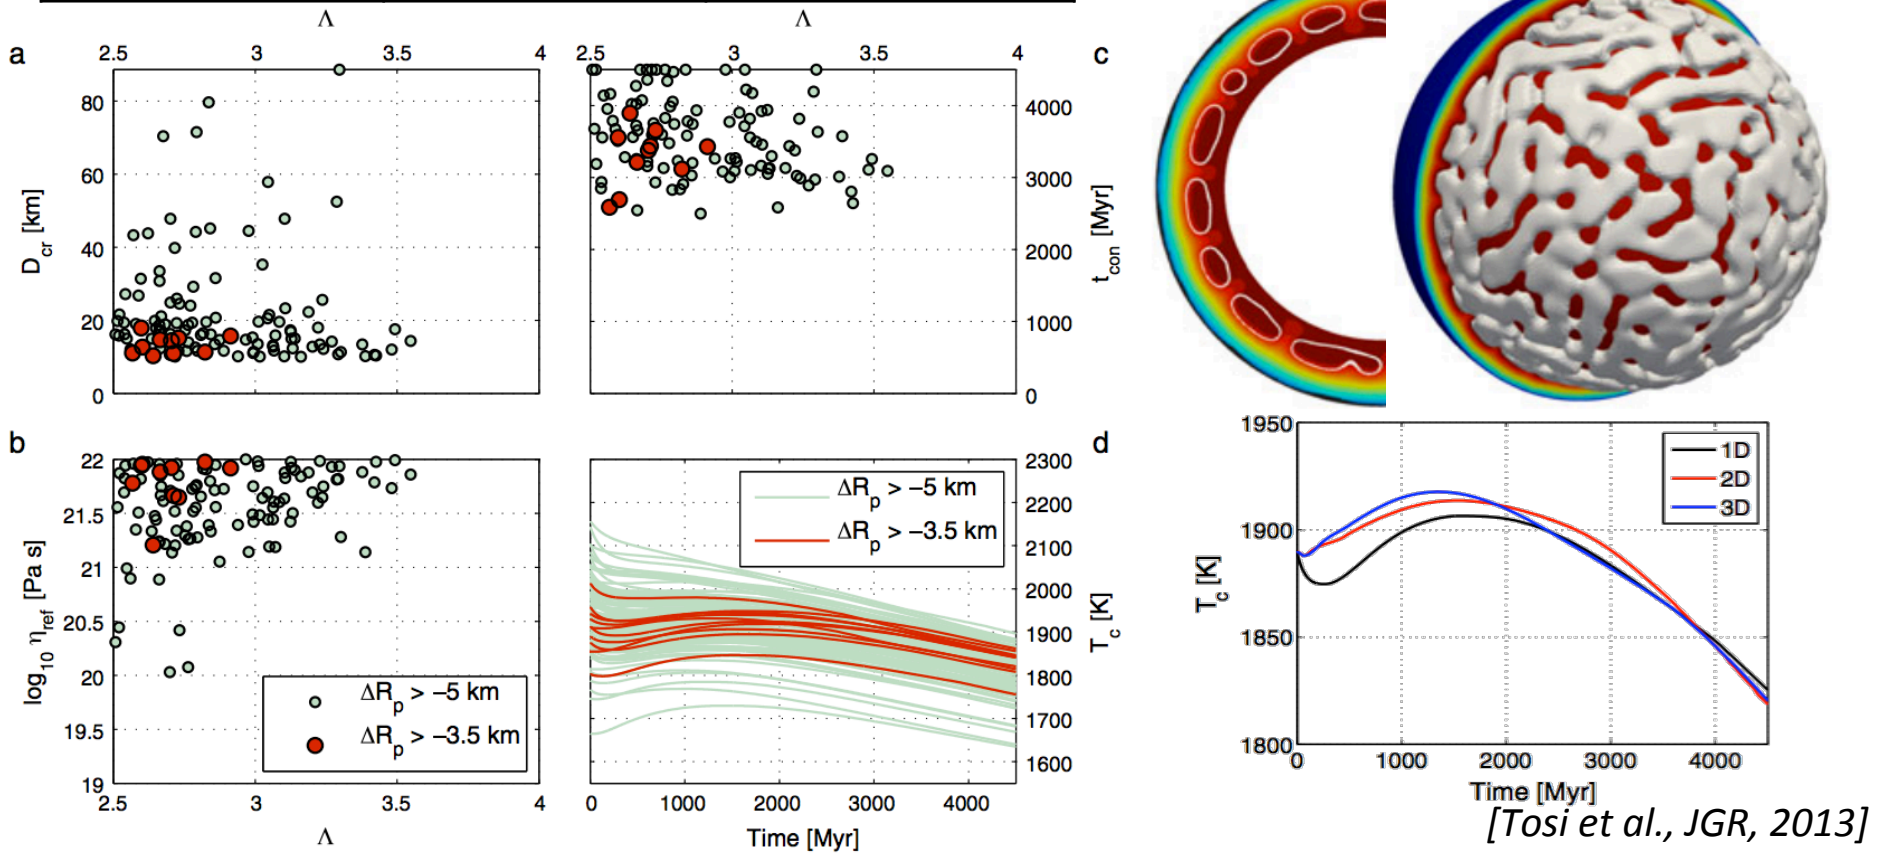 Λ Λ
a
2.5 3 3.5 4
80
60
40
20
0
D_cr [km]
2.5 3 3.5 4
4000
3000
2000
1000
0
t_con [Myr]
c
b
22
21.5
21
20.5
20
19.5
19
log_10 η_ref [Pa s]
ΔR_p > −5 km
ΔR_p > −3.5 km
2.5 3 3.5 4
Λ
ΔR_p > −5 km
ΔR_p > −3.5 km
2300
2200
2100
2000
1900
1800
1700
1600
T_c [K]
0 1000 2000 3000 4000
Time [Myr]
d
1950
1900
1850
1800
T_c [K]
1D
2D
3D
0 1000 2000 3000 4000
Time [Myr]
[Tosi et al., JGR, 2013]